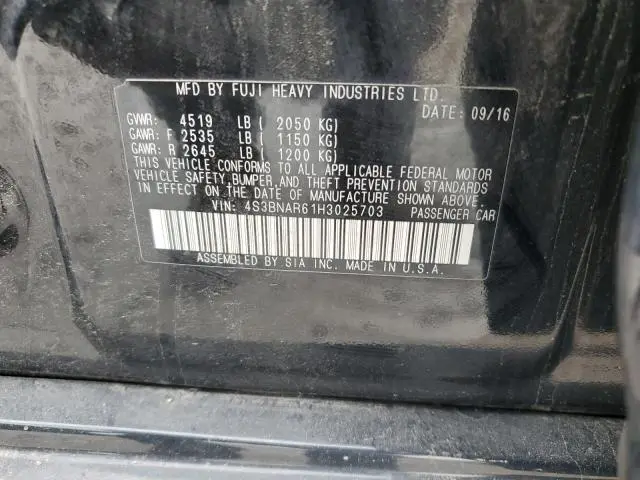 MFD BY FUJI HEAVY INDUSTRIES LTD.
DATE: 09/16
GVWR: 4519 LB ( 2050 KG)
GAWR: F 2535 LB ( 1150 KG)
GAWR: R 2645 LB ( 1200 KG)
THIS VEHICLE CONFORMS TO ALL APPLICABLE FEDERAL MOTOR
VEHICLE SAFETY, BUMPER, AND THEFT PREVENTION STANDARDS
IN EFFECT ON THE DATE OF MANUFACTURE SHOWN ABOVE.
VIN: 4S3BNAR61H3025703 PASSENGER CAR
ASSEMBLED BY SIA INC. MADE IN U.S.A.